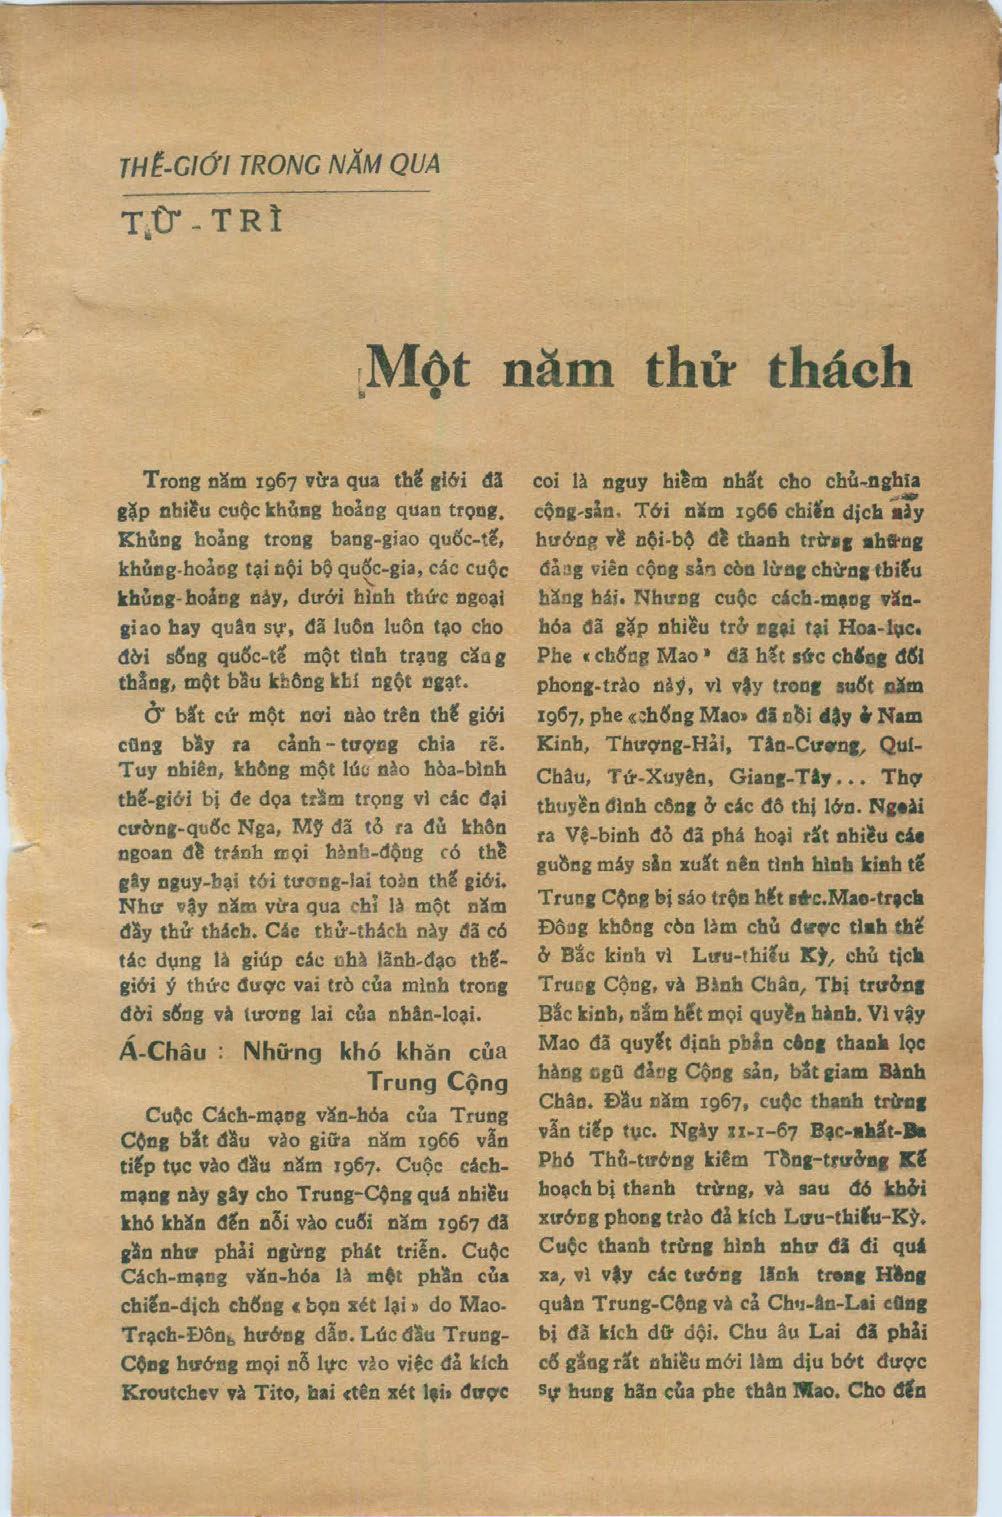 THẾ-GIỚI TRONG NĂM QUA
TỪ - TRÌ
Một năm thử thách
Trong năm 1967 vừa qua thế giới đã
gặp nhiều cuộc khủng hoảng quan trọng.
Khủng hoảng trong bang-giao quốc-tế,
khủng-hoảng tại nội bộ quốc-gia, các cuộc
khủng-hoảng này, dưới hình thức ngoại
giao hay quân sự, đã luôn luôn tạo cho
đời sống quốc-tế một tình trạng căng
thẳng, một bầu không khí ngột ngạt.
Ở bất cứ một nơi nào trên thế giới
cũng bầy ra cảnh-tượng chia rẽ.
Tuy nhiên, không một lúc nào hòa-bình
thế-giới bị đe dọa trầm trọng vì các đại
cường-quốc Nga, Mỹ đã tỏ ra đủ khôn
ngoan để tránh mọi hành-động có thể
gây nguy-hại tới tương-lai toàn thế giới.
Như vậy năm vừa qua chỉ là một năm
đầy thử thách. Các thử-thách này đã có
tác dụng là giúp các nhà lãnh-đạo thế-
giới ý thức được vai trò của mình trong
đời sống và tương lai của nhân-loại.
Á-Châu : Những khó khăn của
Trung Cộng
Cuộc Cách-mạng văn-hóa của Trung
Cộng bắt đầu vào giữa năm 1966 vẫn
tiếp tục vào đầu năm 1967. Cuộc cách-
mạng này gây cho Trung-Cộng quá nhiều
khó khăn đến nỗi vào cuối năm 1967 đã
gần như phải ngừng phát triển. Cuộc
Cách-mạng văn-hóa là một phần của
chiến-dịch chống « bọn xét lại » do Mao-
Trạch-Đông hướng dẫn. Lúc đầu Trung-
Cộng hướng mọi nỗ lực vào việc đả kích
Kroutchev và Tito, hai «tên xét lại» được
coi là nguy hiểm nhất cho chủ-nghĩa
cộng-sản. Tới năm 1966 chiến dịch này
hướng về nội-bộ để thanh trừng những
đảng viên cộng sản còn lừng chừng thiếu
hăng hái. Nhưng cuộc cách-mạng văn-
hóa đã gặp nhiều trở ngại tại Hoa-lục.
Phe « chống Mao » đã hết sức chống đối
phong-trào này, vì vậy trong suốt năm
1967, phe «chống Mao» đã nổi dậy ở Nam
Kinh, Thượng-Hải, Tân-Cương, Quí-
Châu, Tứ-Xuyên, Giang-Tây... Thợ
thuyền đình công ở các đô thị lớn. Ngoài
ra Vệ-binh đỏ đã phá hoại rất nhiều các
guồng máy sản xuất nên tình hình kinh tế
Trung Cộng bị sáo trộn hết sức. Mao-trạch
Đông không còn làm chủ được tình thế
ở Bắc kinh vì Lưu-thiếu Kỳ, chủ tịch
Trung Cộng, và Bành Chân, Thị trưởng
Bắc kinh, nắm hết mọi quyền hành. Vì vậy
Mao đã quyết định phản công thanh lọc
hàng ngũ đảng Cộng sản, bắt giam Bành
Chân. Đầu năm 1967, cuộc thanh trừng
vẫn tiếp tục. Ngày 11-1-67 Bạc-nhất-Ba
Phó Thủ-tướng kiêm Tổng-trưởng Kế
hoạch bị thanh trừng, và sau đó khởi
xướng phong trào đả kích Lưu-thiếu-Kỳ.
Cuộc thanh trừng hình như đã đi quá
xa, vì vậy các tướng lãnh trong Hồng
quân Trung-Cộng và cả Chu-ân-Lai cũng
bị đả kích dữ dội. Chu âu Lai đã phải
cố gắng rất nhiều mới làm dịu bớt được
sự hung hãn của phe thân Mao. Cho đến